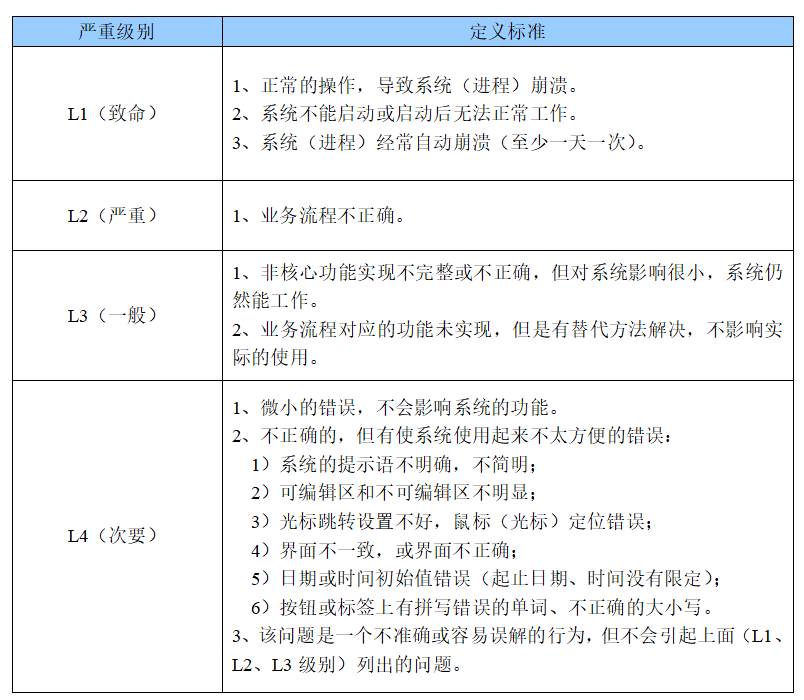 严重级别 定义标准
L1（致命）
1、正常的操作，导致系统（进程）崩溃。
2、系统不能启动或启动后无法正常工作。
3、系统（进程）经常自动崩溃（至少一天一次）。
L2（严重）
1、业务流程不正确。
L3（一般）
1、非核心功能实现不完整或不正确，但对系统影响很小，系统仍
然能工作。
2、业务流程对应的功能未实现，但是有替代方法解决，不影响实
际的使用。
L4（次要）
1、微小的错误，不会影响系统的功能。
2、不正确的，但有使系统使用起来不太方便的错误：
1）系统的提示语不明确，不简明；
2）可编辑区和不可编辑区不明显；
3）光标跳转设置不好，鼠标（光标）定位错误；
4）界面不一致，或界面不正确；
5）日期或时间初始值错误（起止日期、时间没有限定）；
6）按钮或标签上有拼写错误的单词、不正确的大小写。
3、该问题是一个不准确或容易误解的行为，但不会引起上面（L1、
L2、L3 级别）列出的问题。